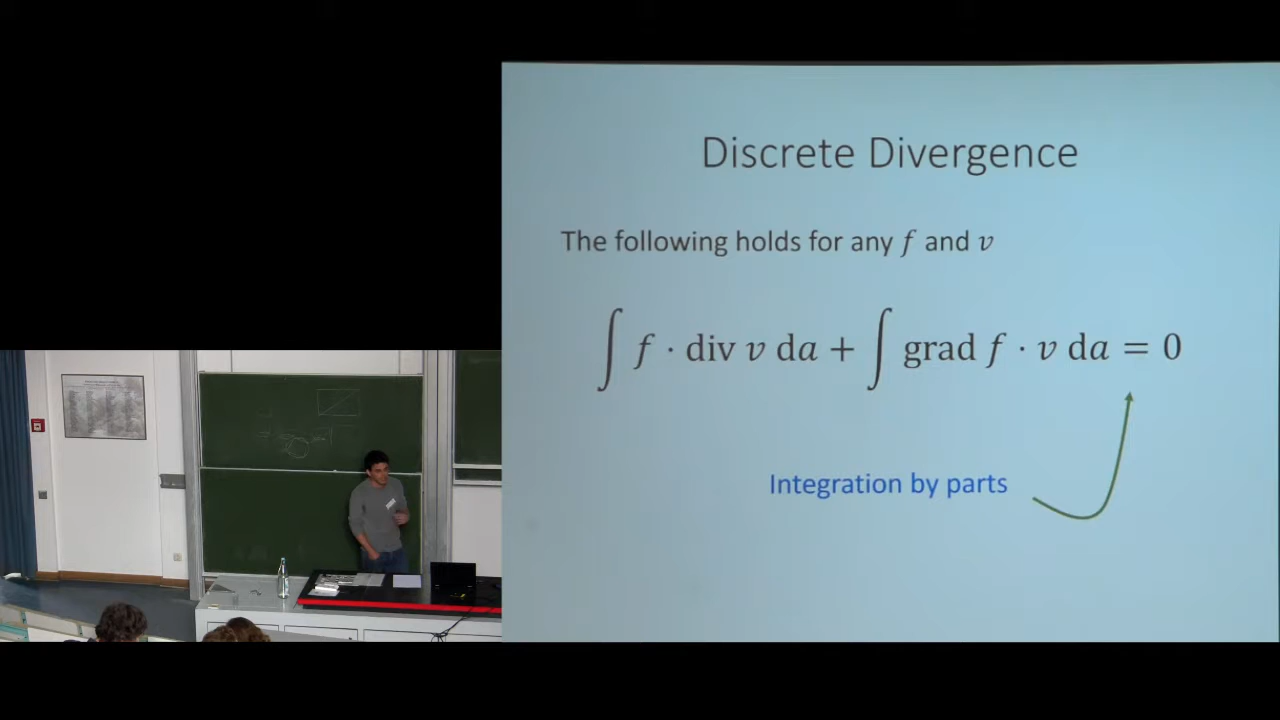 Discrete Divergence
The following holds for any f and v
∫ f · div v da + ∫ grad f · v da = 0
Integration by parts